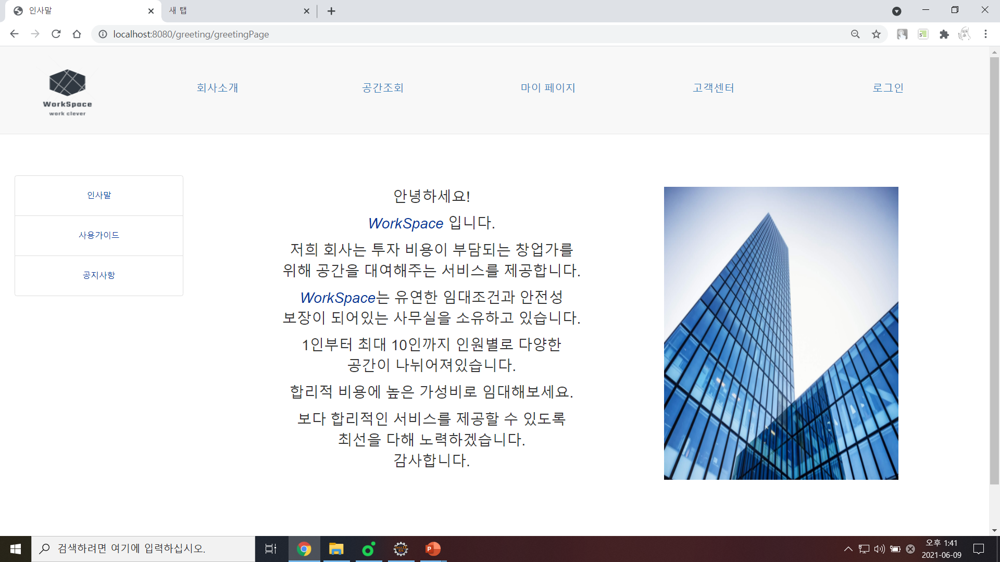 인사말
새 탭
localhost:8080/greeting/greetingPage
WorkSpace
work clever
회사소개
공간조회
마이 페이지
고객센터
로그인
인사말
사용가이드
공지사항
안녕하세요!
WorkSpace 입니다.
저희 회사는 투자 비용이 부담되는 창업가를
위해 공간을 대여해주는 서비스를 제공합니다.
WorkSpace는 유연한 임대조건과 안전성
보장이 되어있는 사무실을 소유하고 있습니다.
1인부터 최대 10인까지 인원별로 다양한
공간이 나뉘어져있습니다.
합리적 비용에 높은 가성비로 임대해보세요.
보다 합리적인 서비스를 제공할 수 있도록
최선을 다해 노력하겠습니다.
감사합니다.
검색하려면 여기에 입력하십시오.
오후 1:41
2021-06-09